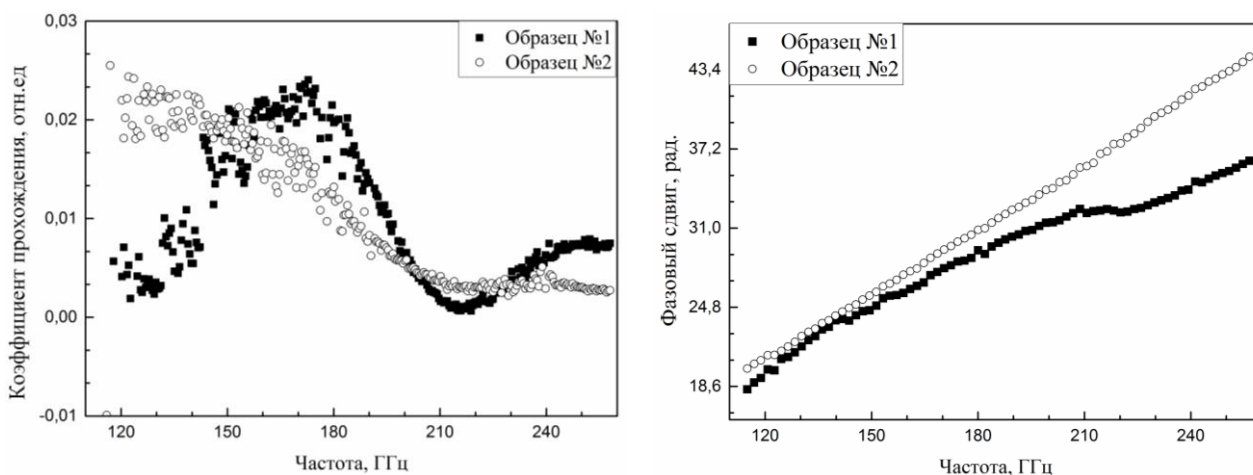 0,03
0,02
0,01
0,00
-0,01
Коэффициент прохождения, отн.ед
Образец №1
Образец №2
120 150 180 210 240
Частота, ГГц
43,4
37,2
31,0
24,8
18,6
Фазовый сдвиг, рад.
Образец №1
Образец №2
120 150 180 210 240
Частота, ГГц